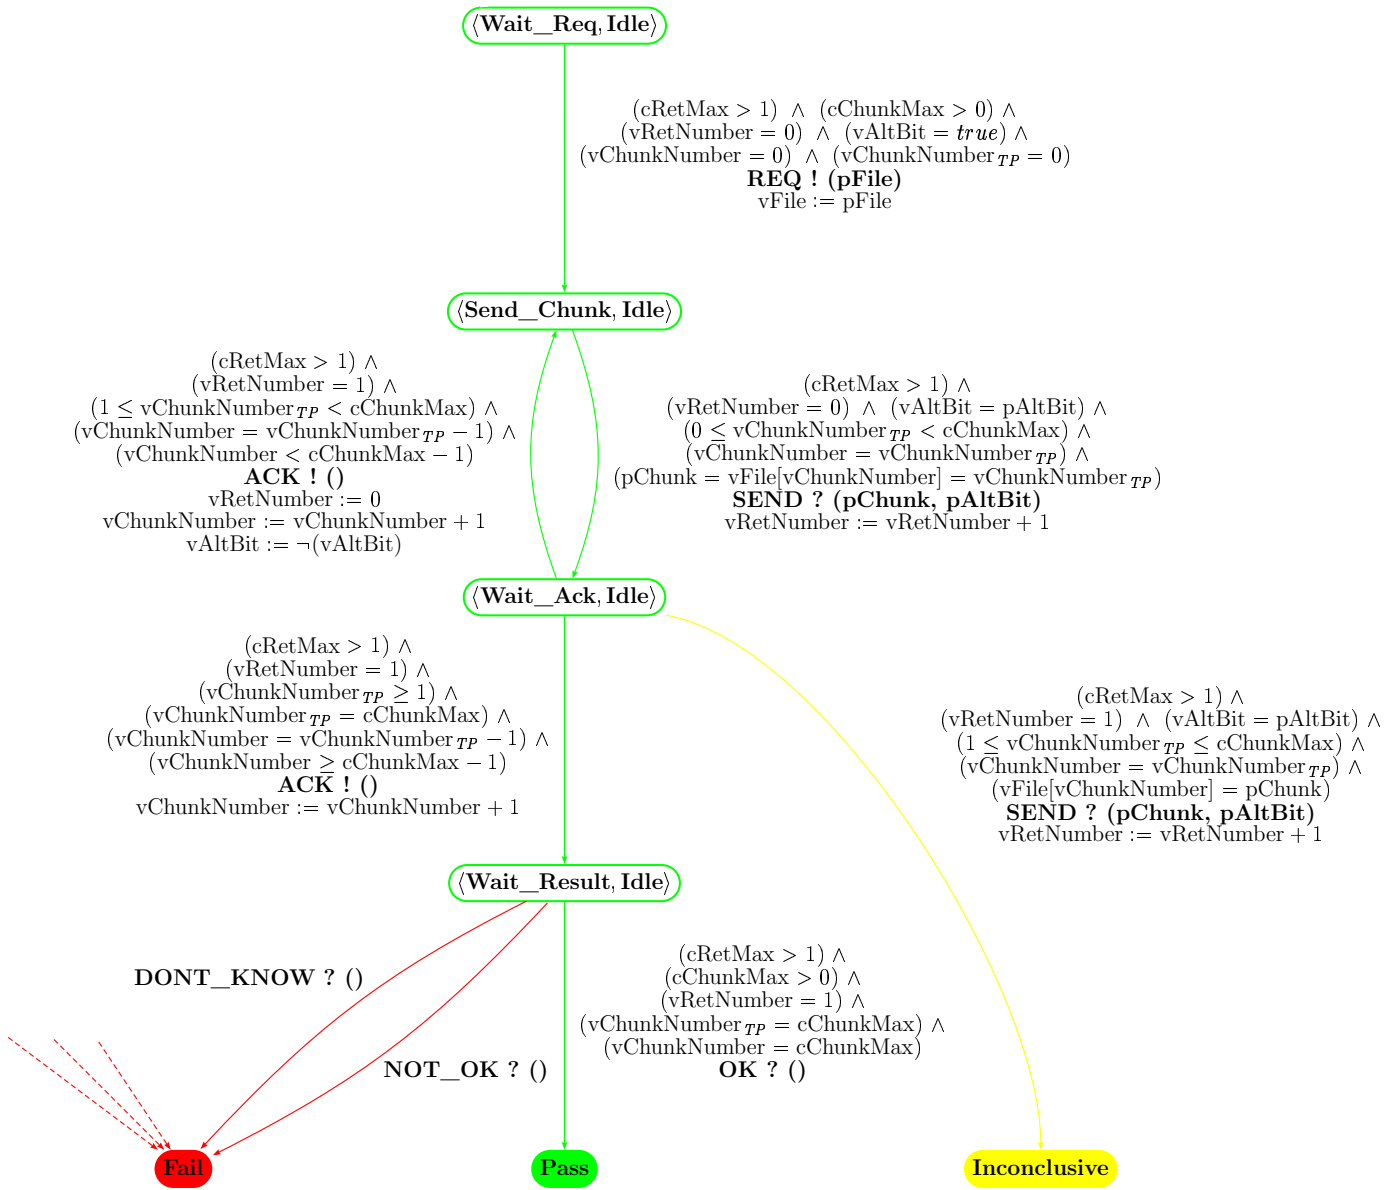 ⟨Wait_Req, Idle⟩
(cRetMax > 1) ∧ (cChunkMax > 0) ∧
(vRetNumber = 0) ∧ (vAltBit = true) ∧
(vChunkNumber = 0) ∧ (vChunkNumber_TP = 0)
REQ ! (pFile)
vFile := pFile
⟨Send_Chunk, Idle⟩
(cRetMax > 1) ∧
(vRetNumber = 1) ∧
(1 ≤ vChunkNumber_TP < cChunkMax) ∧
(vChunkNumber = vChunkNumber_TP − 1) ∧
(vChunkNumber < cChunkMax − 1)
ACK ! ()
vRetNumber := 0
vChunkNumber := vChunkNumber + 1
vAltBit := ¬(vAltBit)
(cRetMax > 1) ∧
(vRetNumber = 0) ∧ (vAltBit = pAltBit) ∧
(0 ≤ vChunkNumber_TP < cChunkMax) ∧
(vChunkNumber = vChunkNumber_TP) ∧
(pChunk = vFile[vChunkNumber] = vChunkNumber_TP)
SEND ? (pChunk, pAltBit)
vRetNumber := vRetNumber + 1
⟨Wait_Ack, Idle⟩
(cRetMax > 1) ∧
(vRetNumber = 1) ∧
(vChunkNumber_TP ≥ 1) ∧
(vChunkNumber_TP = cChunkMax) ∧
(vChunkNumber = vChunkNumber_TP − 1) ∧
(vChunkNumber ≥ cChunkMax − 1)
ACK ! ()
vChunkNumber := vChunkNumber + 1
(cRetMax > 1) ∧
(vRetNumber = 1) ∧ (vAltBit = pAltBit) ∧
(1 ≤ vChunkNumber_TP ≤ cChunkMax) ∧
(vChunkNumber = vChunkNumber_TP) ∧
(vFile[vChunkNumber] = pChunk)
SEND ? (pChunk, pAltBit)
vRetNumber := vRetNumber + 1
⟨Wait_Result, Idle⟩
DONT_KNOW ? ()
NOT_OK ? ()
(cRetMax > 1) ∧
(cChunkMax > 0) ∧
(vRetNumber = 1) ∧
(vChunkNumber_TP = cChunkMax) ∧
(vChunkNumber = cChunkMax)
OK ? ()
Fail
Pass
Inconclusive